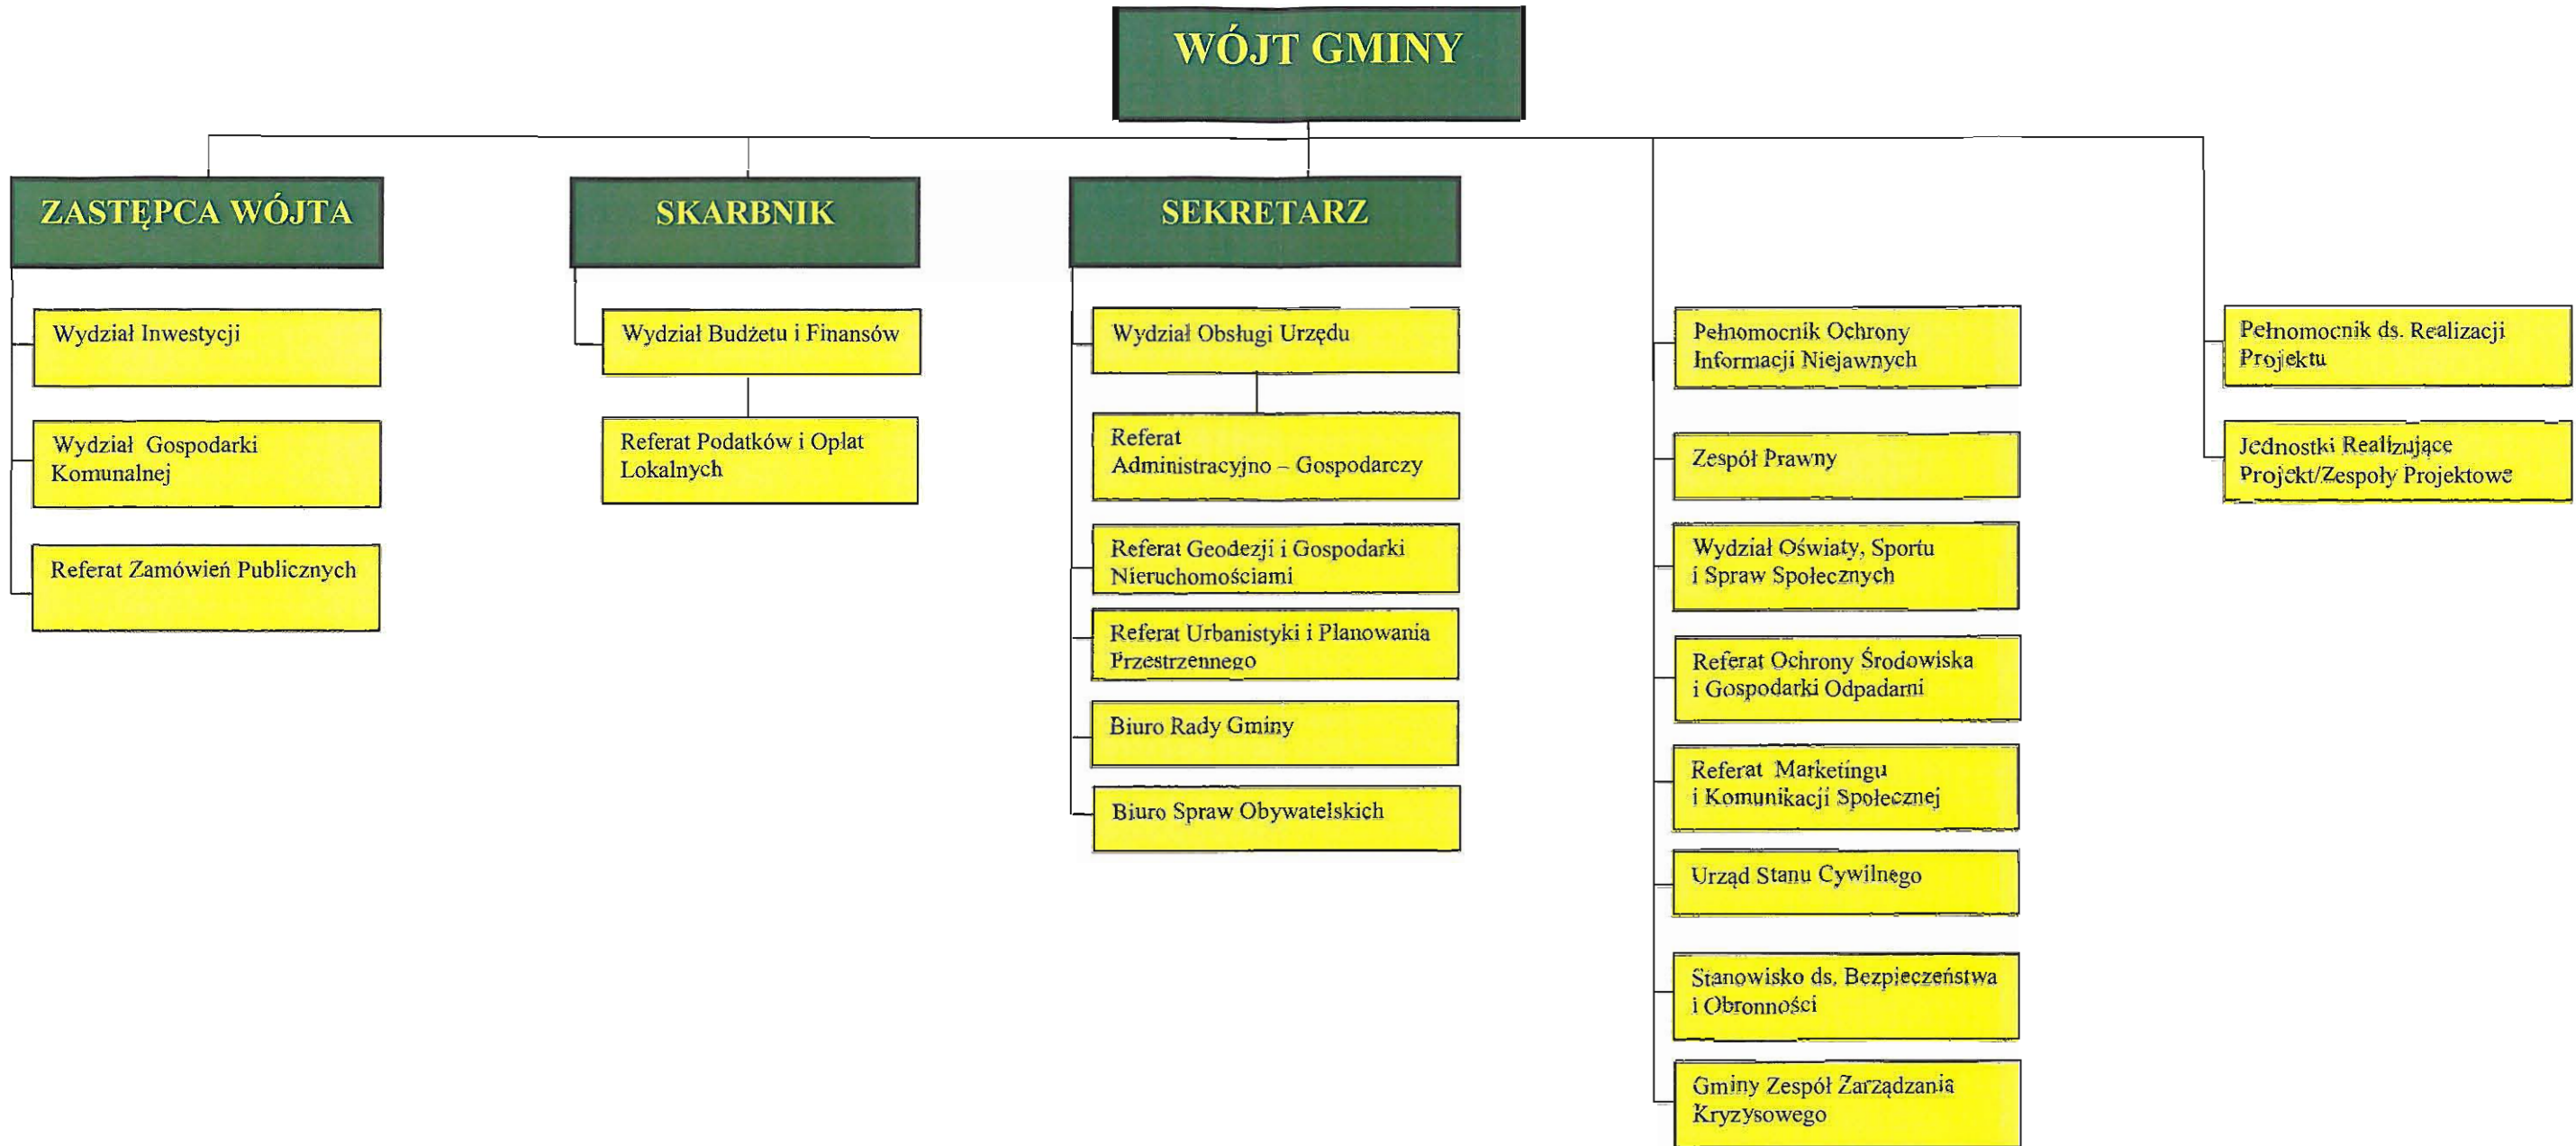 WÓJT GMINY
ZASTĘPCA WÓJTA
Wydział Inwestycji
Wydział Gospodarki
Komunalnej
Referat Zamówień Publicznych
SKARBNIK
Wydział Budżetu i Finansów
Referat Podatków i Opłat
Lokalnych
SEKRETARZ
Wydział Obsługi Urzędu
Referat
Administracyjno – Gospodarczy
Referat Geodezji i Gospodarki
Nieruchomościami
Referat Urbanistyki i Planowania
Przestrzennego
Biuro Rady Gminy
Biuro Spraw Obywatelskich
Pełnomocnik Ochrony
Informacji Niejawnych
Zespół Prawny
Wydział Oświaty, Sportu
i Spraw Społecznych
Referat Ochrony Środowiska
i Gospodarki Odpadami
Referat Marketingu
i Komunikacji Społecznej
Urząd Stanu Cywilnego
Stanowisko ds. Bezpieczeństwa
i Obronności
Gminy Zespół Zarządzania
Kryzysowego
Pełnomocnik ds. Realizacji
Projektu
Jednostki Realizujące
Projekt/Zespoły Projektowe